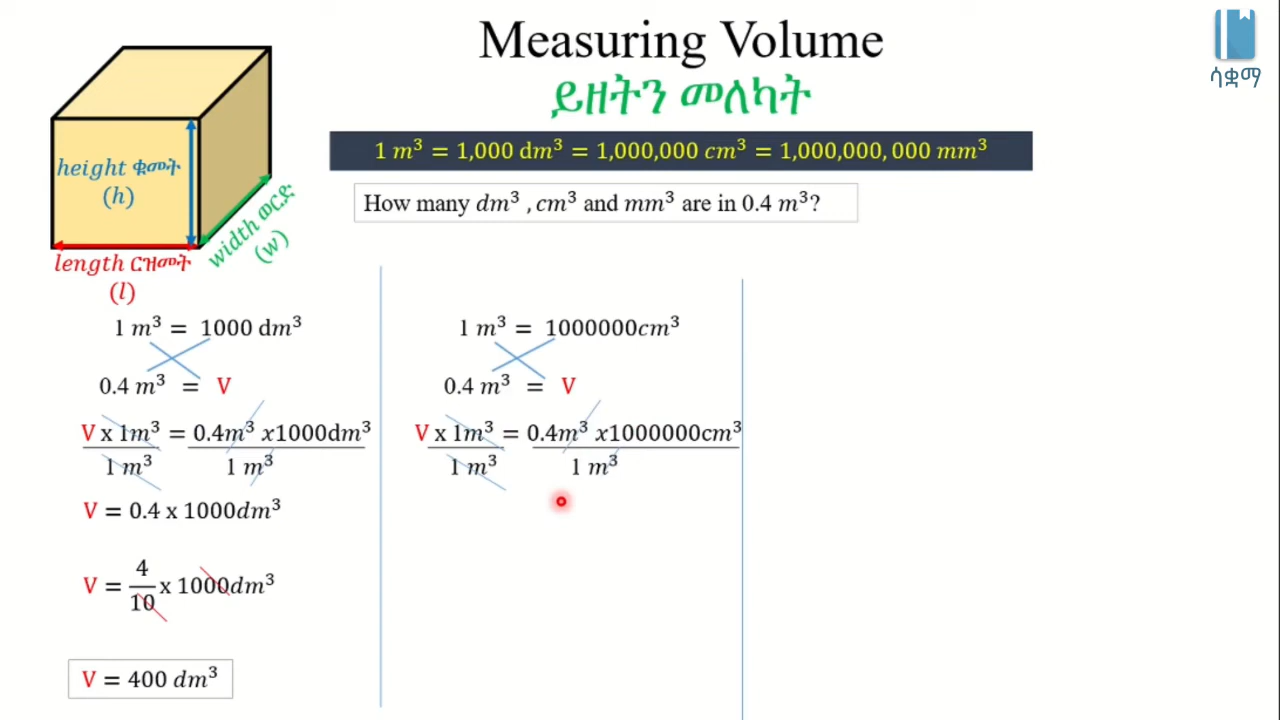 Measuring Volume
ይዘትን መለካት
ሳቋማ
1 m³ = 1,000 dm³ = 1,000,000 cm³ = 1,000,000,000 mm³
How many dm³ , cm³ and mm³ are in 0.4 m³?
height ቁመት
(h)
width ወርድ
(w)
length ርዝመት
(l)
1 m³ = 1000 dm³
0.4 m³ = V
V x 1m³ = 0.4m³ x1000dm³
1 m³ 1 m³
V = 0.4 x 1000dm³
V = 4/10 x 1000dm³
V = 400 dm³
1 m³ = 1000000cm³
0.4 m³ = V
V x 1m³ = 0.4m³ x1000000cm³
1 m³ 1 m³